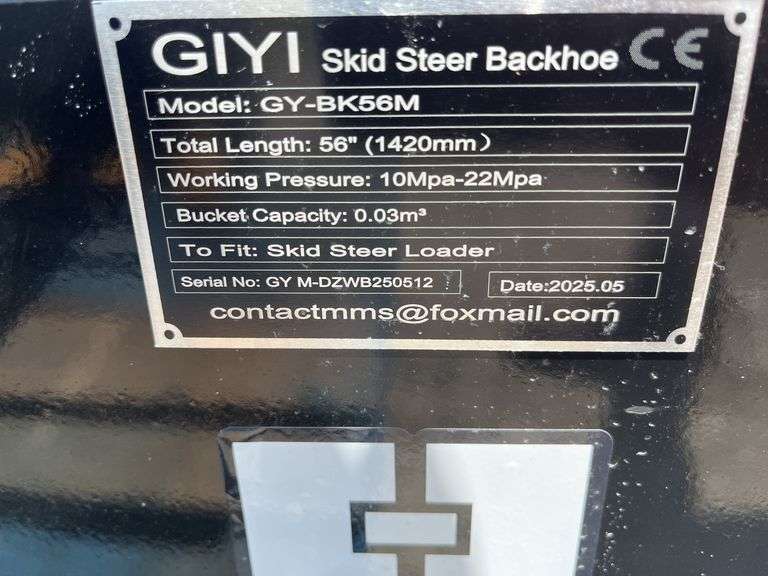 GIYI Skid Steer Backhoe CE
Model: GY-BK56M
Total Length: 56" (1420mm）
Working Pressure: 10Mpa-22Mpa
Bucket Capacity: 0.03m³
To Fit: Skid Steer Loader
Serial No: GY M-DZWB250512 Date:2025.05
contactmms@foxmail.com